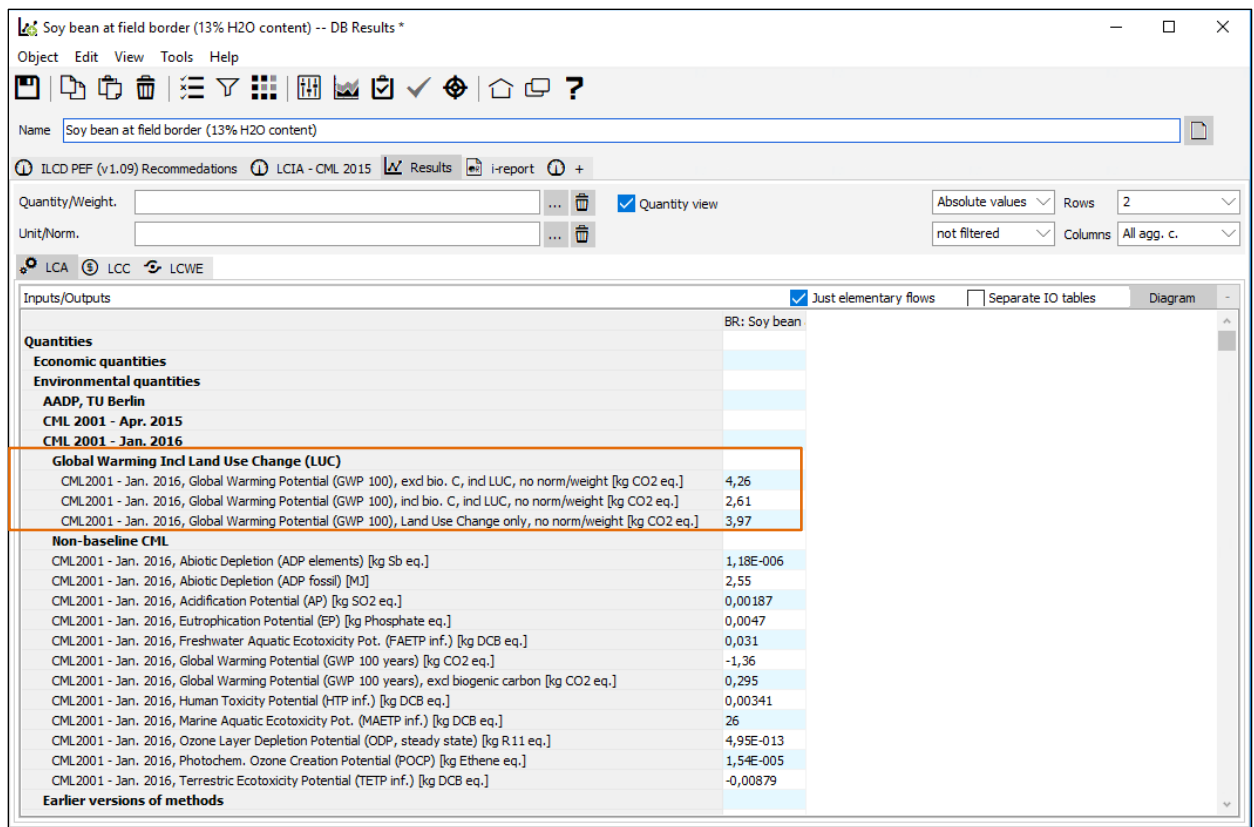 Soy bean at field border (13% H2O content) -- DB Results *
Object Edit View Tools Help
?
Name Soy bean at field border (13% H2O content)
ILCD PEF (v1.09) Recommedations LCIA - CML 2015 Results i-report +
Quantity/Weight. ... Quantity view Absolute values Rows 2
Unit/Norm. ... not filtered Columns All agg. c.
LCA LCC LCWE
Inputs/Outputs Just elementary flows Separate IO tables Diagram -
BR: Soy bean
Quantities
Economic quantities
Environmental quantities
AADP, TU Berlin
CML 2001 - Apr. 2015
CML 2001 - Jan. 2016
Global Warming Incl Land Use Change (LUC)
CML2001 - Jan. 2016, Global Warming Potential (GWP 100), excl bio. C, incl LUC, no norm/weight [kg CO2 eq.] 4,26
CML2001 - Jan. 2016, Global Warming Potential (GWP 100), incl bio. C, incl LUC, no norm/weight [kg CO2 eq.] 2,61
CML2001 - Jan. 2016, Global Warming Potential (GWP 100), Land Use Change only, no norm/weight [kg CO2 eq.] 3,97
Non-baseline CML
CML2001 - Jan. 2016, Abiotic Depletion (ADP elements) [kg Sb eq.] 1,18E-006
CML2001 - Jan. 2016, Abiotic Depletion (ADP fossil) [MJ] 2,55
CML2001 - Jan. 2016, Acidification Potential (AP) [kg SO2 eq.] 0,00187
CML2001 - Jan. 2016, Eutrophication Potential (EP) [kg Phosphate eq.] 0,0047
CML2001 - Jan. 2016, Freshwater Aquatic Ecotoxicity Pot. (FAETP inf.) [kg DCB eq.] 0,031
CML2001 - Jan. 2016, Global Warming Potential (GWP 100 years) [kg CO2 eq.] -1,36
CML2001 - Jan. 2016, Global Warming Potential (GWP 100 years), excl biogenic carbon [kg CO2 eq.] 0,295
CML2001 - Jan. 2016, Human Toxicity Potential (HTP inf.) [kg DCB eq.] 0,00341
CML2001 - Jan. 2016, Marine Aquatic Ecotoxicity Pot. (MAETP inf.) [kg DCB eq.] 26
CML2001 - Jan. 2016, Ozone Layer Depletion Potential (ODP, steady state) [kg R11 eq.] 4,95E-013
CML2001 - Jan. 2016, Photochem. Ozone Creation Potential (POCP) [kg Ethene eq.] 1,54E-005
CML2001 - Jan. 2016, Terrestric Ecotoxicity Potential (TETP inf.) [kg DCB eq.] -0,00879
Earlier versions of methods